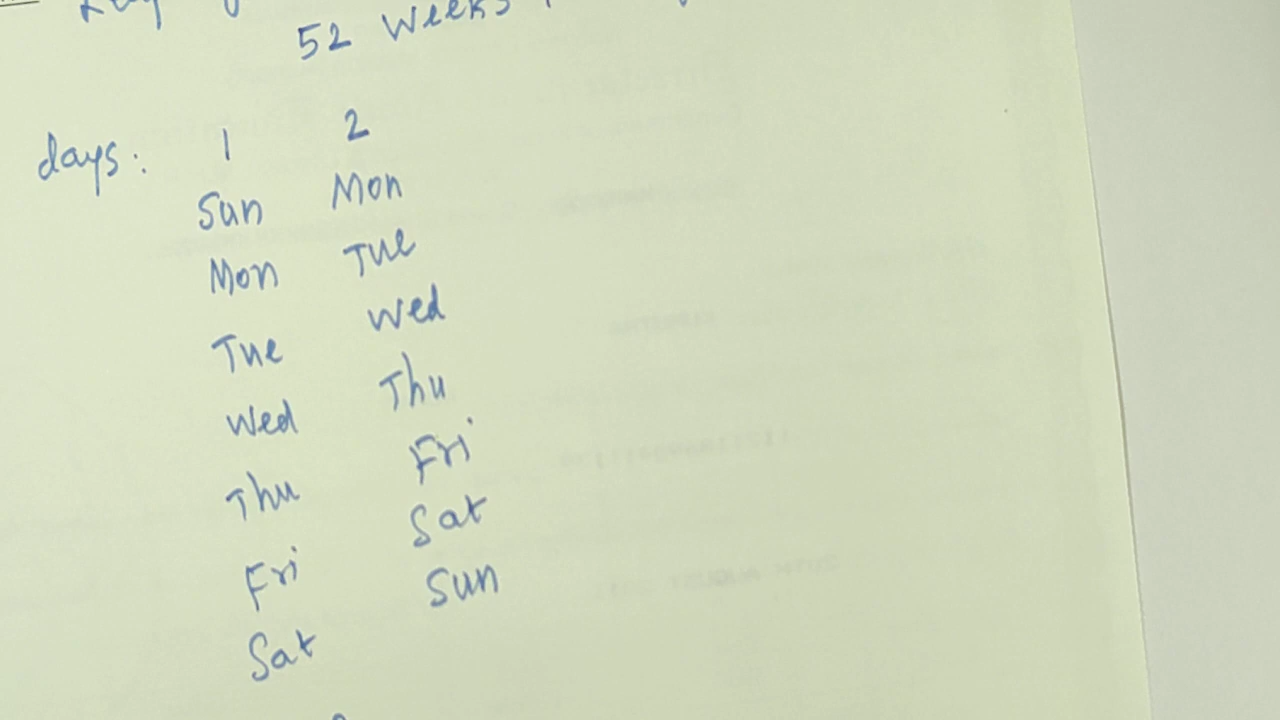 52 weeks
days: 1 2
Sun Mon
Mon Tue
Tue Wed
Wed Thu
Thu Fri
Fri Sat
Sat Sun